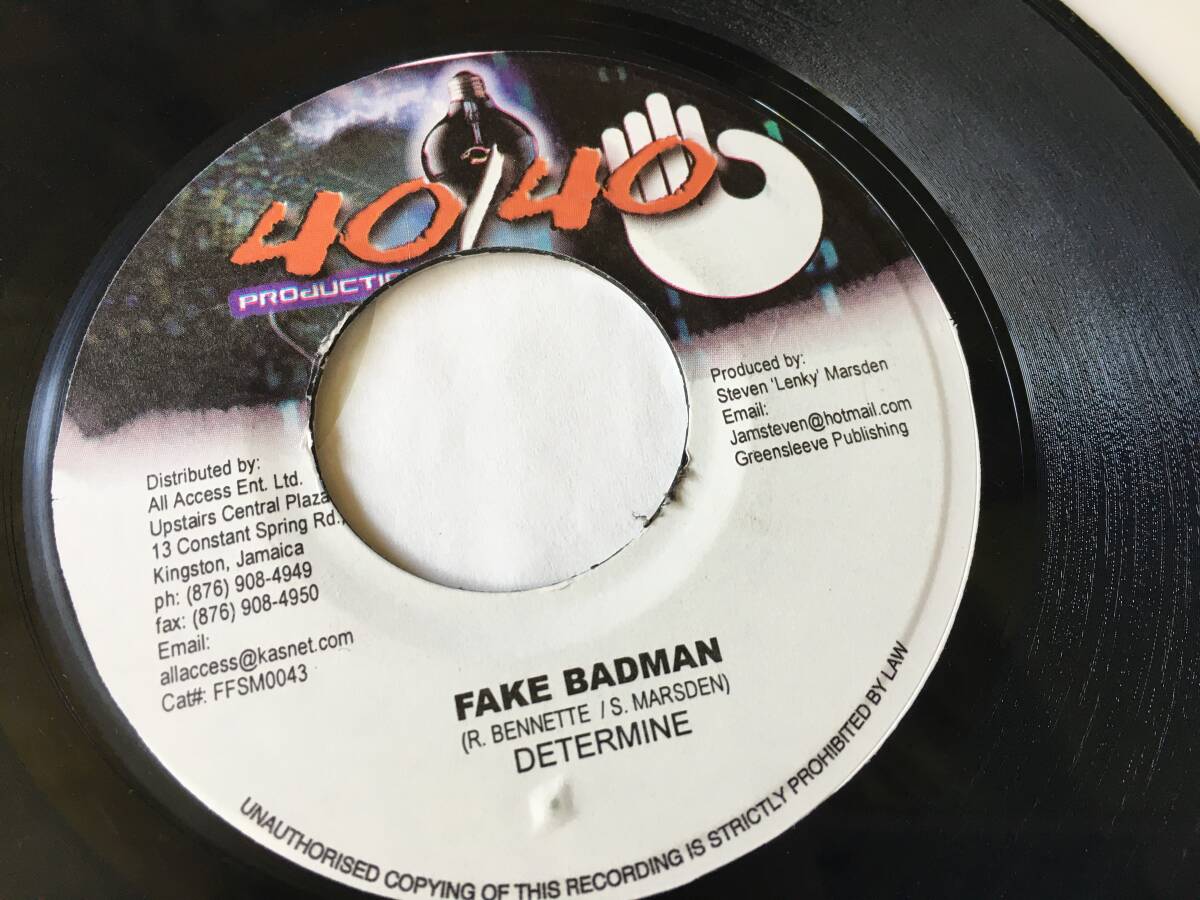 40/40
PRODUCTIO
Distributed by:
All Access Ent. Ltd.
Upstairs Central Plaza
13 Constant Spring Rd.,
Kingston, Jamaica
ph: (876) 908-4949
fax: (876) 908-4950
Email:
allaccess@kasnet.com
Cat#: FFSM0043
Produced by:
Steven 'Lenky' Marsden
Email:
Jamsteven@hotmail.com
Greensleeve Publishing
FAKE BADMAN
(R. BENNETTE / S. MARSDEN)
DETERMINE
UNAUTHORISED COPYING OF THIS RECORDING IS STRICTLY PROHIBITED BY LAW